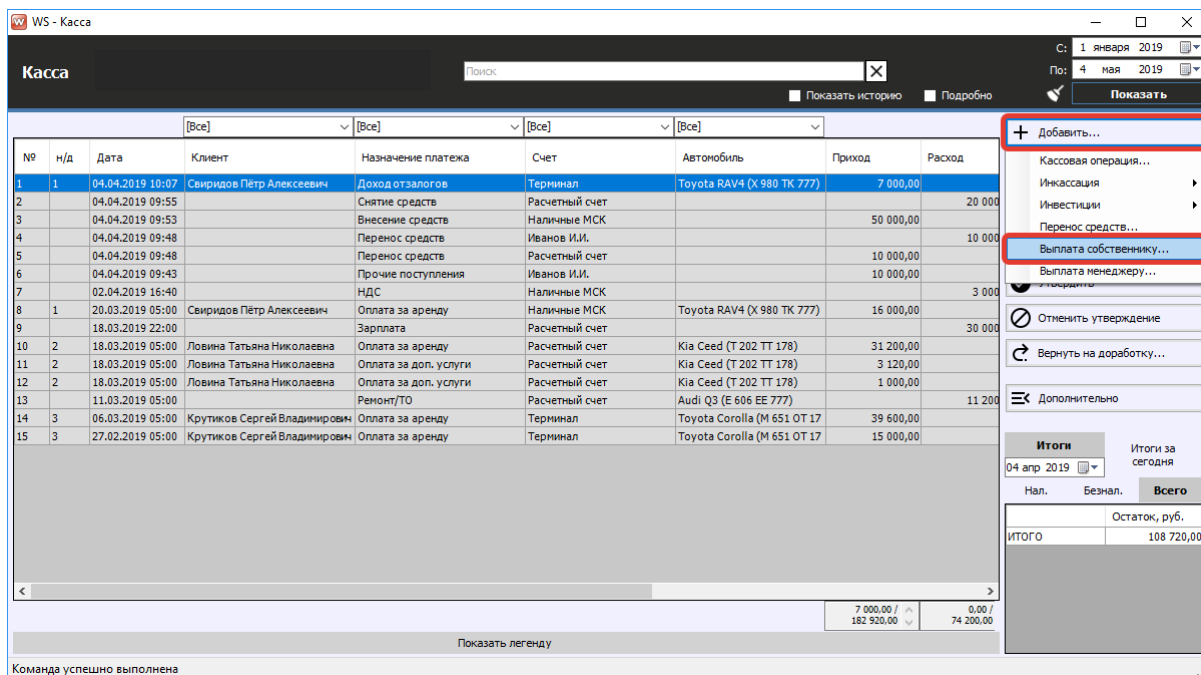 WS - Касса
Касса
Поиск
С: 1 января 2019
По: 4 мая 2019
Показать историю Подробно Показать
[Все] [Все] [Все] [Все]
Добавить...
№ н/д Дата Клиент Назначение платежа Счет Автомобиль Приход Расход
1 1 04.04.2019 10:07 Свиридов Пётр Алексеевич Доход от залогов Терминал Toyota RAV4 (X 980 TK 777) 7 000,00
2 04.04.2019 09:55 Снятие средств Расчетный счет 20 000
3 04.04.2019 09:53 Внесение средств Наличные МСК 50 000,00
4 04.04.2019 09:48 Перенос средств Иванов И.И. 10 000
5 04.04.2019 09:48 Перенос средств Расчетный счет 10 000,00
6 04.04.2019 09:43 Прочие поступления Иванов И.И. 10 000,00
7 02.04.2019 16:40 НДС Наличные МСК 3 000
8 1 20.03.2019 05:00 Свиридов Пётр Алексеевич Оплата за аренду Наличные МСК Toyota RAV4 (X 980 TK 777) 16 000,00
9 18.03.2019 22:00 Зарплата Расчетный счет 30 000
10 2 18.03.2019 05:00 Ловина Татьяна Николаевна Оплата за аренду Расчетный счет Kia Ceed (T 202 TT 178) 31 200,00
11 2 18.03.2019 05:00 Ловина Татьяна Николаевна Оплата за доп. услуги Расчетный счет Kia Ceed (T 202 TT 178) 3 120,00
12 2 18.03.2019 05:00 Ловина Татьяна Николаевна Оплата за доп. услуги Расчетный счет Kia Ceed (T 202 TT 178) 1 000,00
13 11.03.2019 05:00 Ремонт/ТО Расчетный счет Audi Q3 (E 606 EE 777) 11 200
14 3 06.03.2019 05:00 Крутиков Сергей Владимирович Оплата за аренду Терминал Toyota Corolla (M 651 OT 17 39 600,00
15 3 27.02.2019 05:00 Крутиков Сергей Владимирович Оплата за аренду Терминал Toyota Corolla (M 651 OT 17 15 000,00
Кассовая операция...
Инкассация
Инвестиции
Перенос средств...
Выплата собственнику...
Выплата менеджеру...
Утвердить
Отменить утверждение
Вернуть на доработку...
Дополнительно
Итоги
Итоги за
сегодня
04 апр 2019
Нал. Безнал. Всего
Остаток, руб.
ИТОГО 108 720,00
7 000,00 / 0,00 /
182 920,00 74 200,00
Показать легенду
Команда успешно выполнена